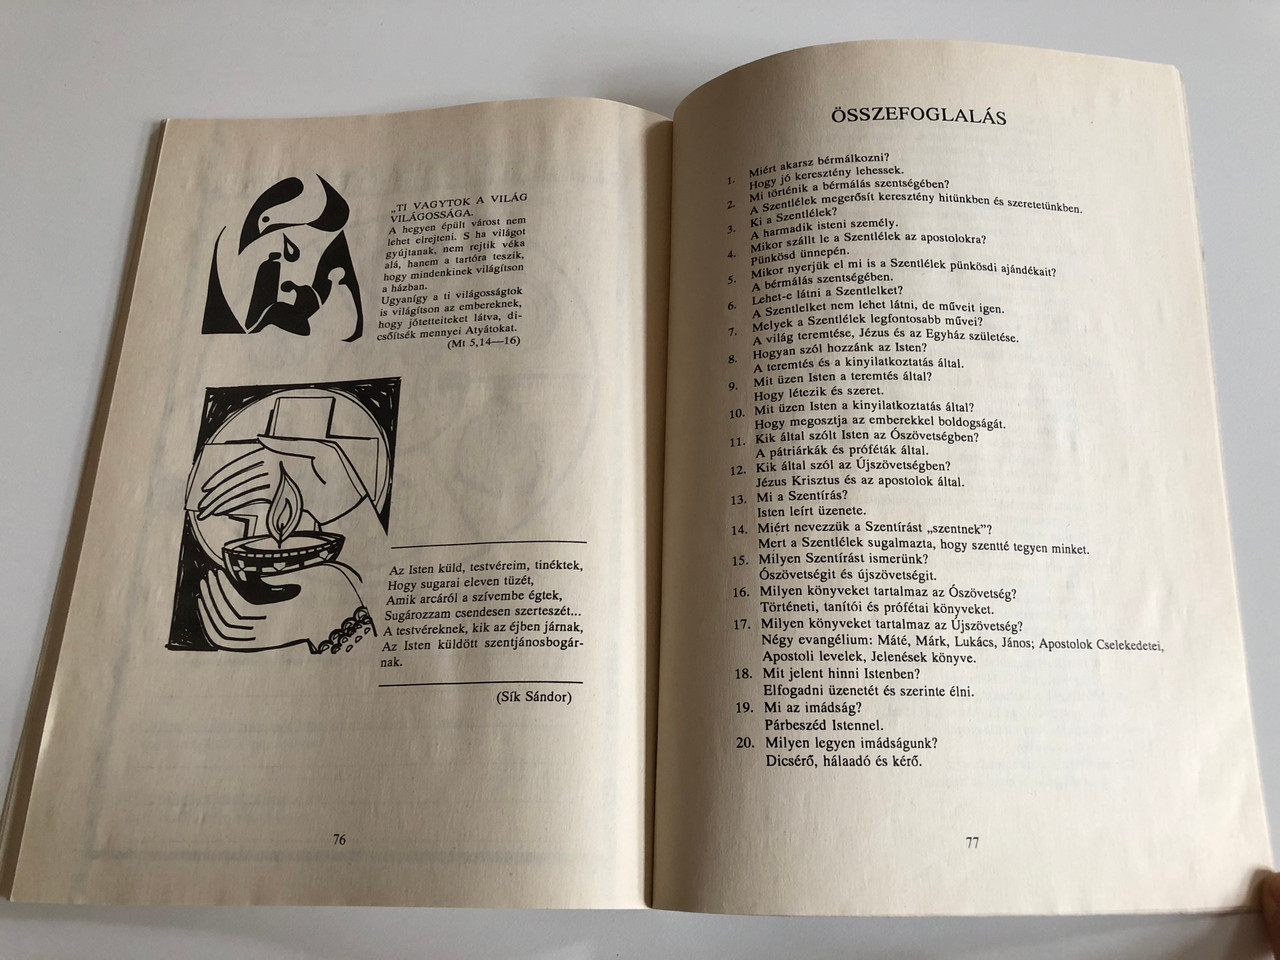 „TI VAGYTOK A VILÁG
VILÁGOSSÁGA.
A hegyen épült várost nem
lehet elrejteni. S ha világot
gyújtanak, nem rejtik véka
alá, hanem a tartóra teszik,
hogy mindenkinek világítson
a házban.
Ugyanígy a ti világosságtok
is világítson az embereknek,
hogy jótetteiteket látva, di-
csőítsék mennyei Atyátokat.
(Mt 5,14—16)
Az Isten küld, testvéreim, tinéktek,
Hogy sugarai eleven tüzét,
Amik arcáról a szívembe égtek,
Sugározzam csendesen szerteszét...
A testvéreknek, kik az éjben járnak,
Az Isten küldött szentjánosbogár-
nak.
(Sík Sándor)
76
ÖSSZEFOGLALÁS
1. Miért akarsz bérmálkozni?
Hogy jó keresztény lehessek.
2. Mi történik a bérmálás szentségében?
A Szentlélek megerősít keresztény hitünkben és szeretetünkben.
3. Ki a Szentlélek?
A harmadik isteni személy.
4. Mikor szállt le a Szentlélek az apostolokra?
Pünkösd ünnepén.
5. Mikor nyerjük el mi is a Szentlélek pünkösdi ajándékait?
A bérmálás szentségében.
6. Lehet-e látni a Szentlelket?
A Szentlelket nem lehet látni, de műveit igen.
7. Melyek a Szentlélek legfontosabb művei?
A világ teremtése, Jézus és az Egyház születése.
8. Hogyan szól hozzánk az Isten?
A teremtés és a kinyilatkoztatás által.
9. Mit üzen Isten a teremtés által?
Hogy létezik és szeret.
10. Mit üzen Isten a kinyilatkoztatás által?
Hogy megosztja az emberekkel boldogságát.
11. Kik által szólt Isten az Ószövetségben?
A pátriárkák és próféták által.
12. Kik által szól az Újszövetségben?
Jézus Krisztus és az apostolok által.
13. Mi a Szentírás?
Isten leírt üzenete.
14. Miért nevezzük a Szentírást „szentnek”?
Mert a Szentlélek sugalmazta, hogy szentté tegyen minket.
15. Milyen Szentírást ismerünk?
Ószövetségit és újszövetségit.
16. Milyen könyveket tartalmaz az Ószövetség?
Történeti, tanítói és prófétai könyveket.
17. Milyen könyveket tartalmaz az Újszövetség?
Négy evangélium: Máté, Márk, Lukács, János; Apostolok Cselekedetei,
Apostoli levelek, Jelenések könyve.
18. Mit jelent hinni Istenben?
Elfogadni üzenetét és szerinte élni.
19. Mi az imádság?
Párbeszéd Istennel.
20. Milyen legyen imádságunk?
Dicsérő, hálaadó és kérő.
77